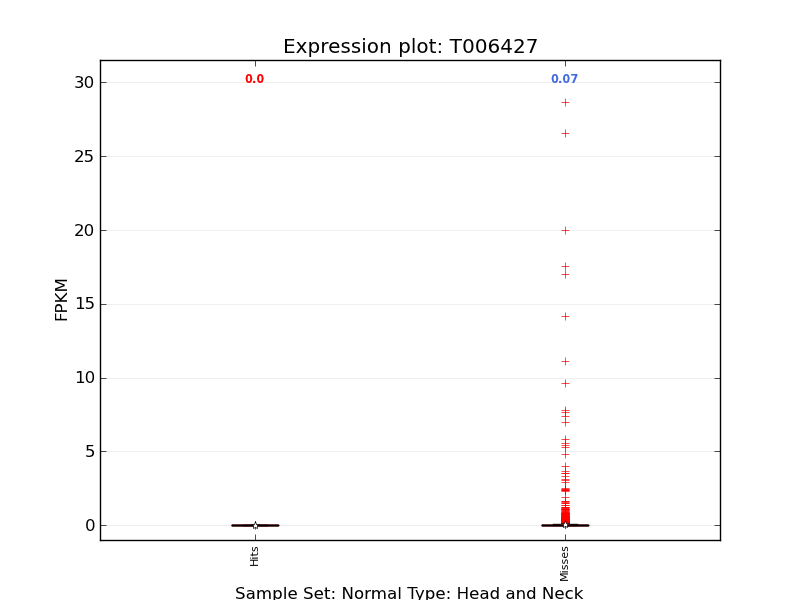 Expression plot: T006427
0.0
0.07
30
25
20
15
10
5
0
FPKM
Hits
Misses
Sample Set: Normal Type: Head and Neck